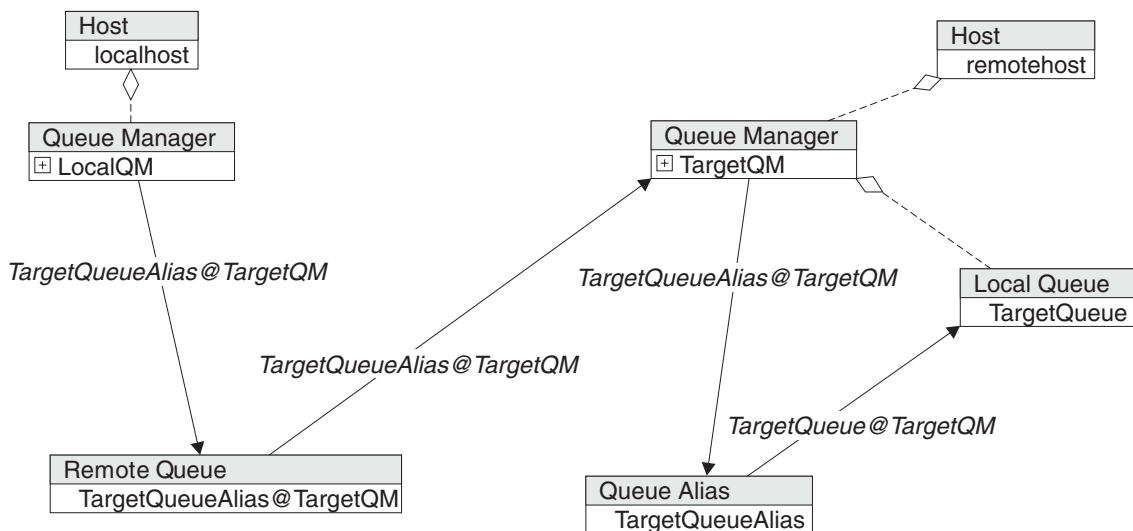 Host
localhost
Host
remotehost
Queue Manager
LocalQM
Queue Manager
TargetQM
TargetQueueAlias@TargetQM
TargetQueueAlias@TargetQM
Local Queue
TargetQueue
TargetQueueAlias@TargetQM
TargetQueue@TargetQM
Remote Queue
TargetQueueAlias@TargetQM
Queue Alias
TargetQueueAlias